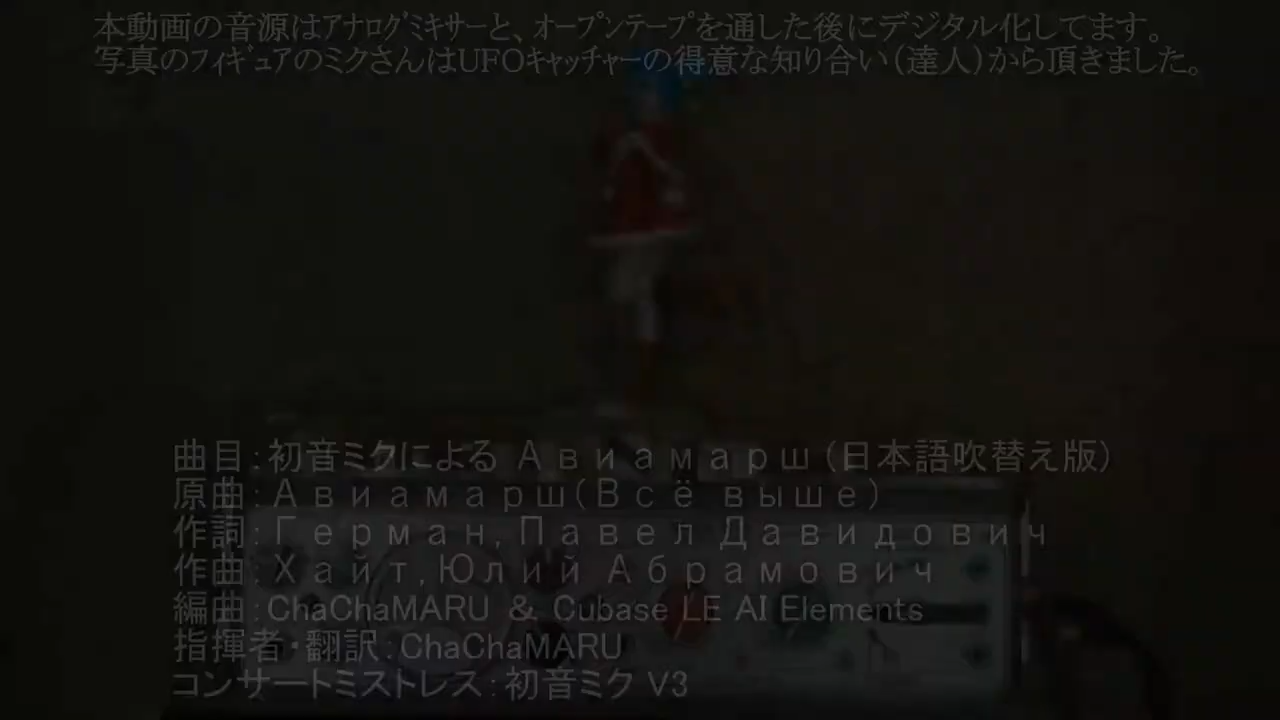 本動画の音源はｱﾅﾛｸﾞﾐｷｻｰと、ｵｰﾌﾟﾝﾃｰﾌﾟを通した後にデジタル化してます。
写真のﾌｨｷﾞｭｱのミクさんはUFOｷｬｯﾁｬｰの得意な知り合い（達人）から頂きました。
曲目：初音ミクによる Авиамарш（日本語吹替え版）
原曲：Авиамарш(Всё выше)
作詞：Герман,Павел Давидович
作曲：Хайт,Юлий Абрамович
編曲：ChaChaMARU ＆ Cubase LE AI Elements
指揮者・翻訳：ChaChaMARU
コンサートミストレス：初音ミク V3